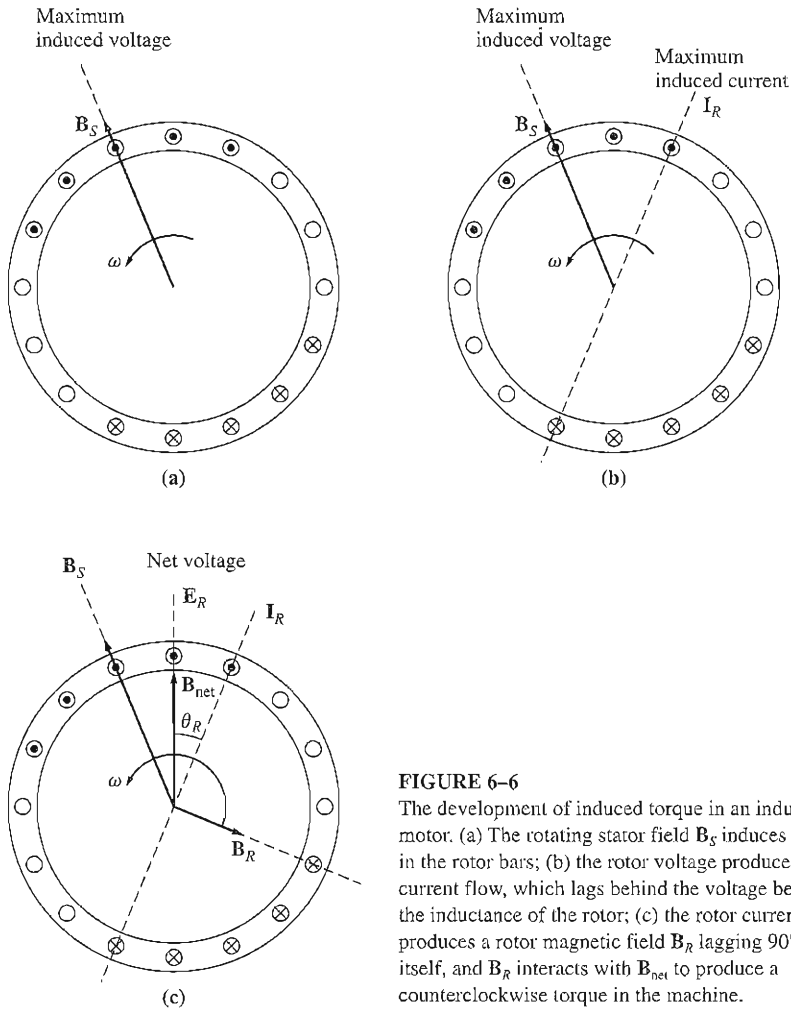 Maximum
induced voltage
B_S
ω
(a)
Maximum
induced voltage
Maximum
induced current
I_R
B_S
ω
(b)
Net voltage
B_S
E_R
I_R
B_net
θ_R
ω
B_R
(c)
FIGURE 6–6
The development of induced torque in an indu
motor. (a) The rotating stator field B_S induces
in the rotor bars; (b) the rotor voltage produce
current flow, which lags behind the voltage be
the inductance of the rotor; (c) the rotor curren
produces a rotor magnetic field B_R lagging 90°
itself, and B_R interacts with B_net to produce a
counterclockwise torque in the machine.